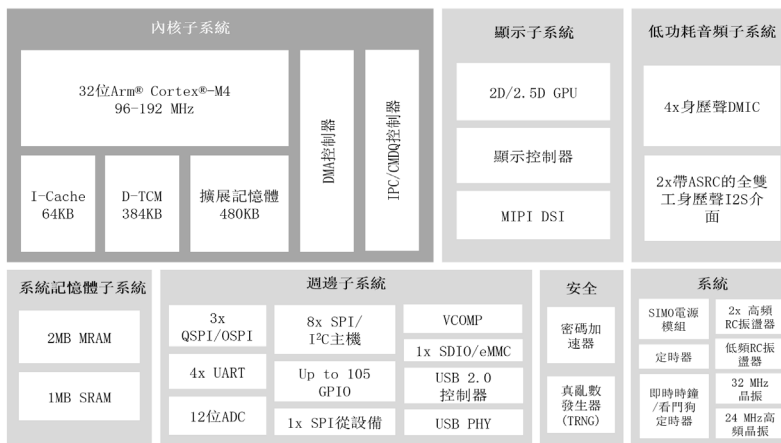 內核子系統
32位Arm® Cortex®-M4
96-192 MHz
I-Cache
64KB
D-TCM
384KB
擴展記憶體
480KB
DMA控制器
IPC/CMDQ控制器
顯示子系統
2D/2.5D GPU
顯示控制器
MIPI DSI
低功耗音頻子系統
4x身歷聲DMIC
2x帶ASRC的全雙
工身歷聲I2S介
面
系統記憶體子系統
2MB MRAM
1MB SRAM
週邊子系統
3x
QSPI/OSPI
4x UART
12位ADC
8x SPI/
I²C主機
Up to 105
GPIO
1x SPI從設備
VCOMP
1x SDIO/eMMC
USB 2.0
控制器
USB PHY
安全
密碼加
速器
真亂數
發生器
(TRNG)
系統
SIMO電源
模組
定時器
即時時鐘
/看門狗
定時器
2x 高頻
RC振盪器
低頻RC振
盪器
32 MHz
晶振
24 MHz高
頻晶振